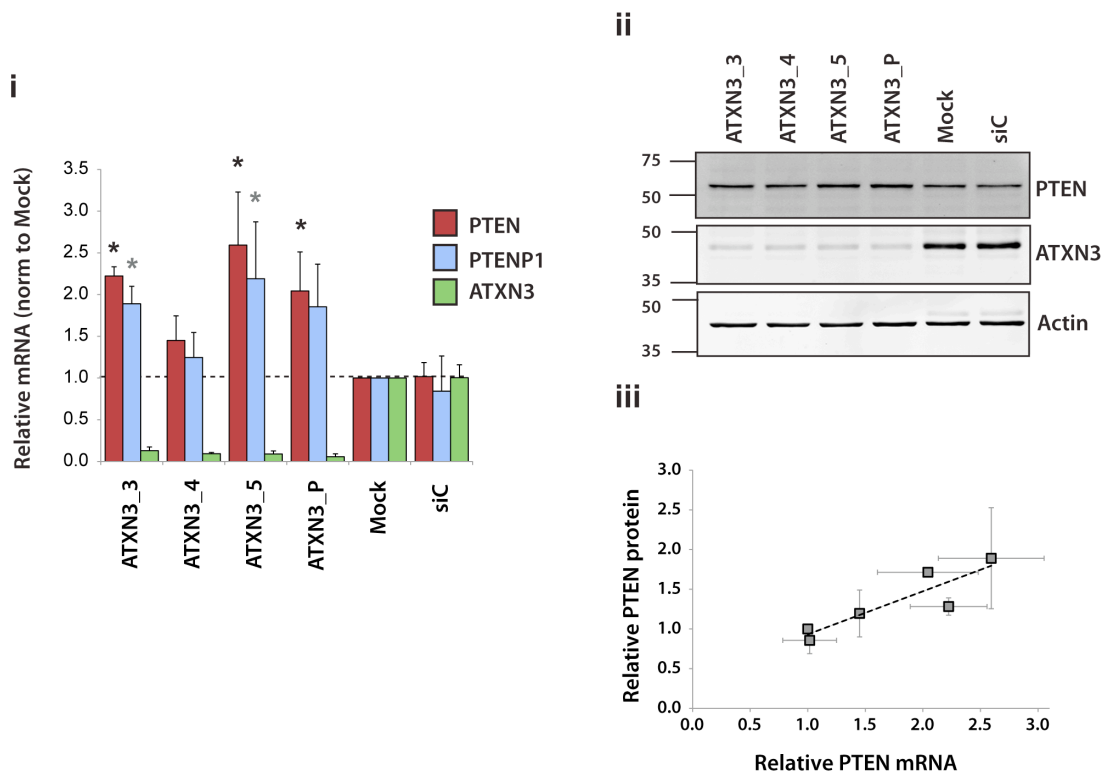 i
Relative mRNA (norm to Mock)
3.5
3.0
2.5
2.0
1.5
1.0
0.5
0.0
* * * * *
PTEN
PTENP1
ATXN3
ATXN3_3
ATXN3_4
ATXN3_5
ATXN3_P
Mock
siC
ii
ATXN3_3
ATXN3_4
ATXN3_5
ATXN3_P
Mock
siC
75
50
PTEN
50
35
ATXN3
50
35
Actin
iii
Relative PTEN protein
3.0
2.5
2.0
1.5
1.0
0.5
0.0
0.0 1.0 1.5 2.0 2.5 3.0
Relative PTEN mRNA